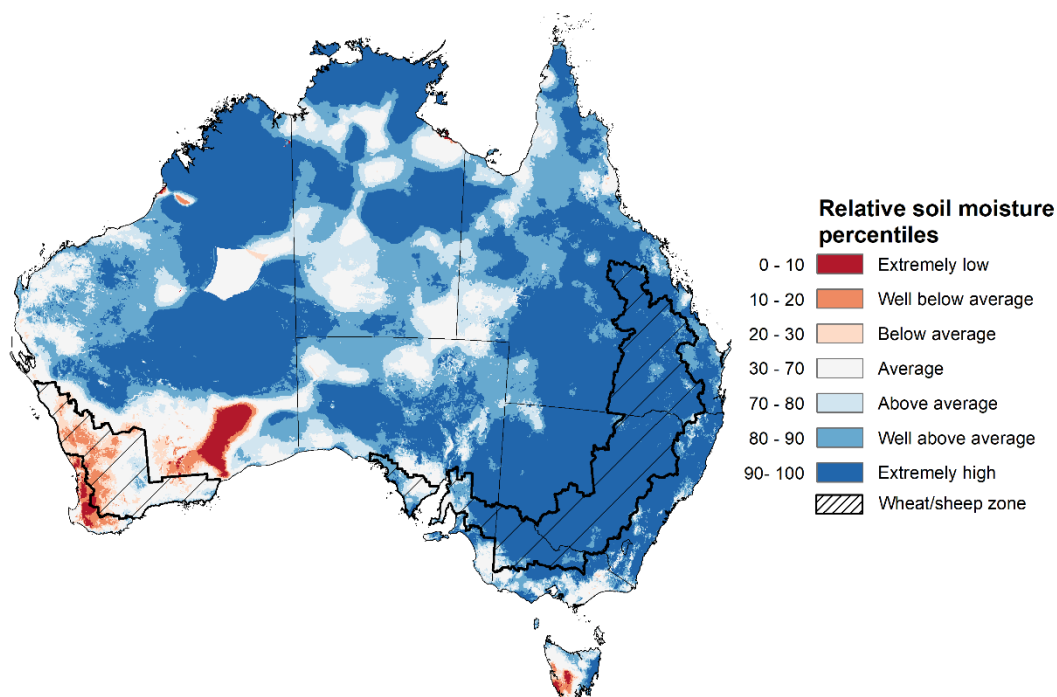 Relative soil moisture
percentiles
0 - 10 Extremely low
10 - 20 Well below average
20 - 30 Below average
30 - 70 Average
70 - 80 Above average
80 - 90 Well above average
90- 100 Extremely high
Wheat/sheep zone